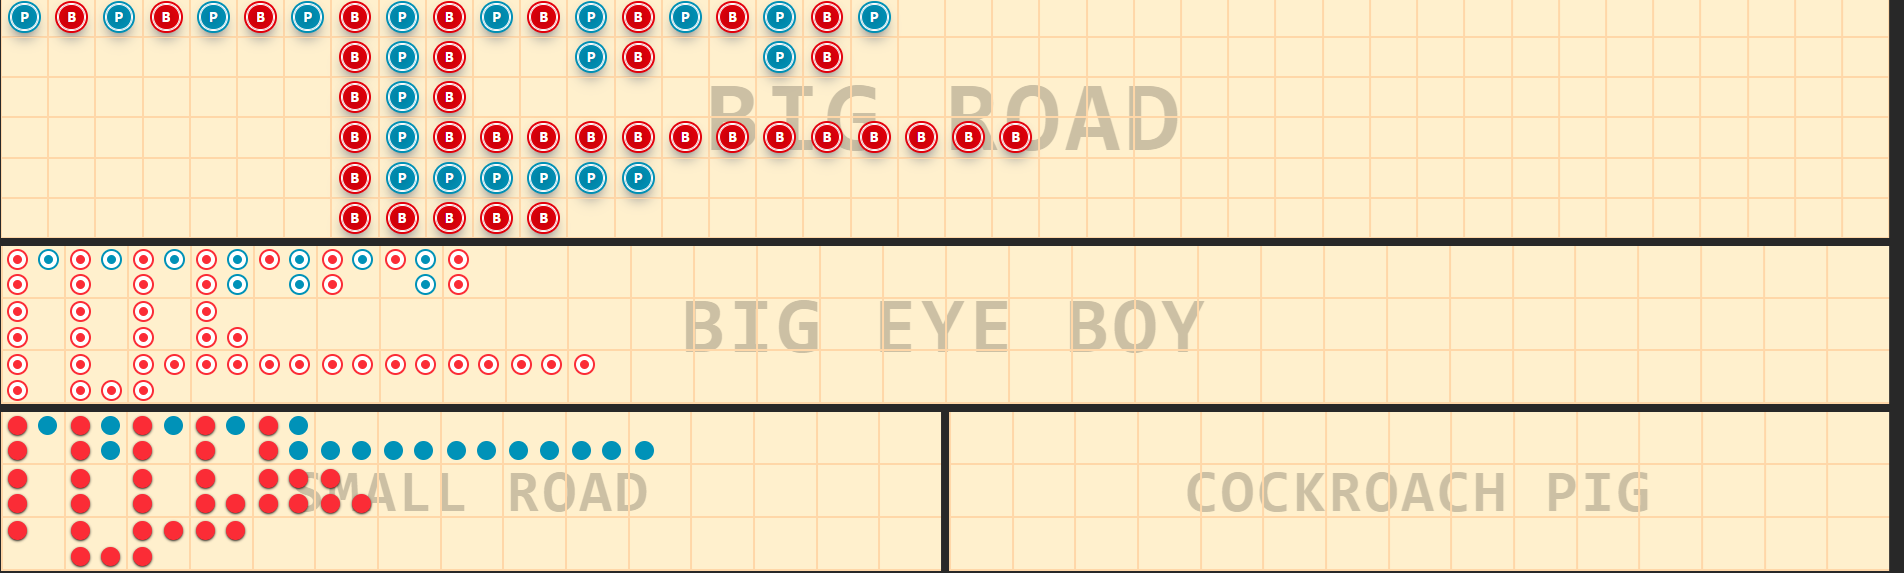 P B P B P B P B P B P B P B P B P B P
B P B P B P B
B P B
BIG ROAD
B P B B B B B B B B B B B B B
B P P P P P P
B B B B B
BIG EYE BOY
SMALL ROAD
COCKROACH PIG